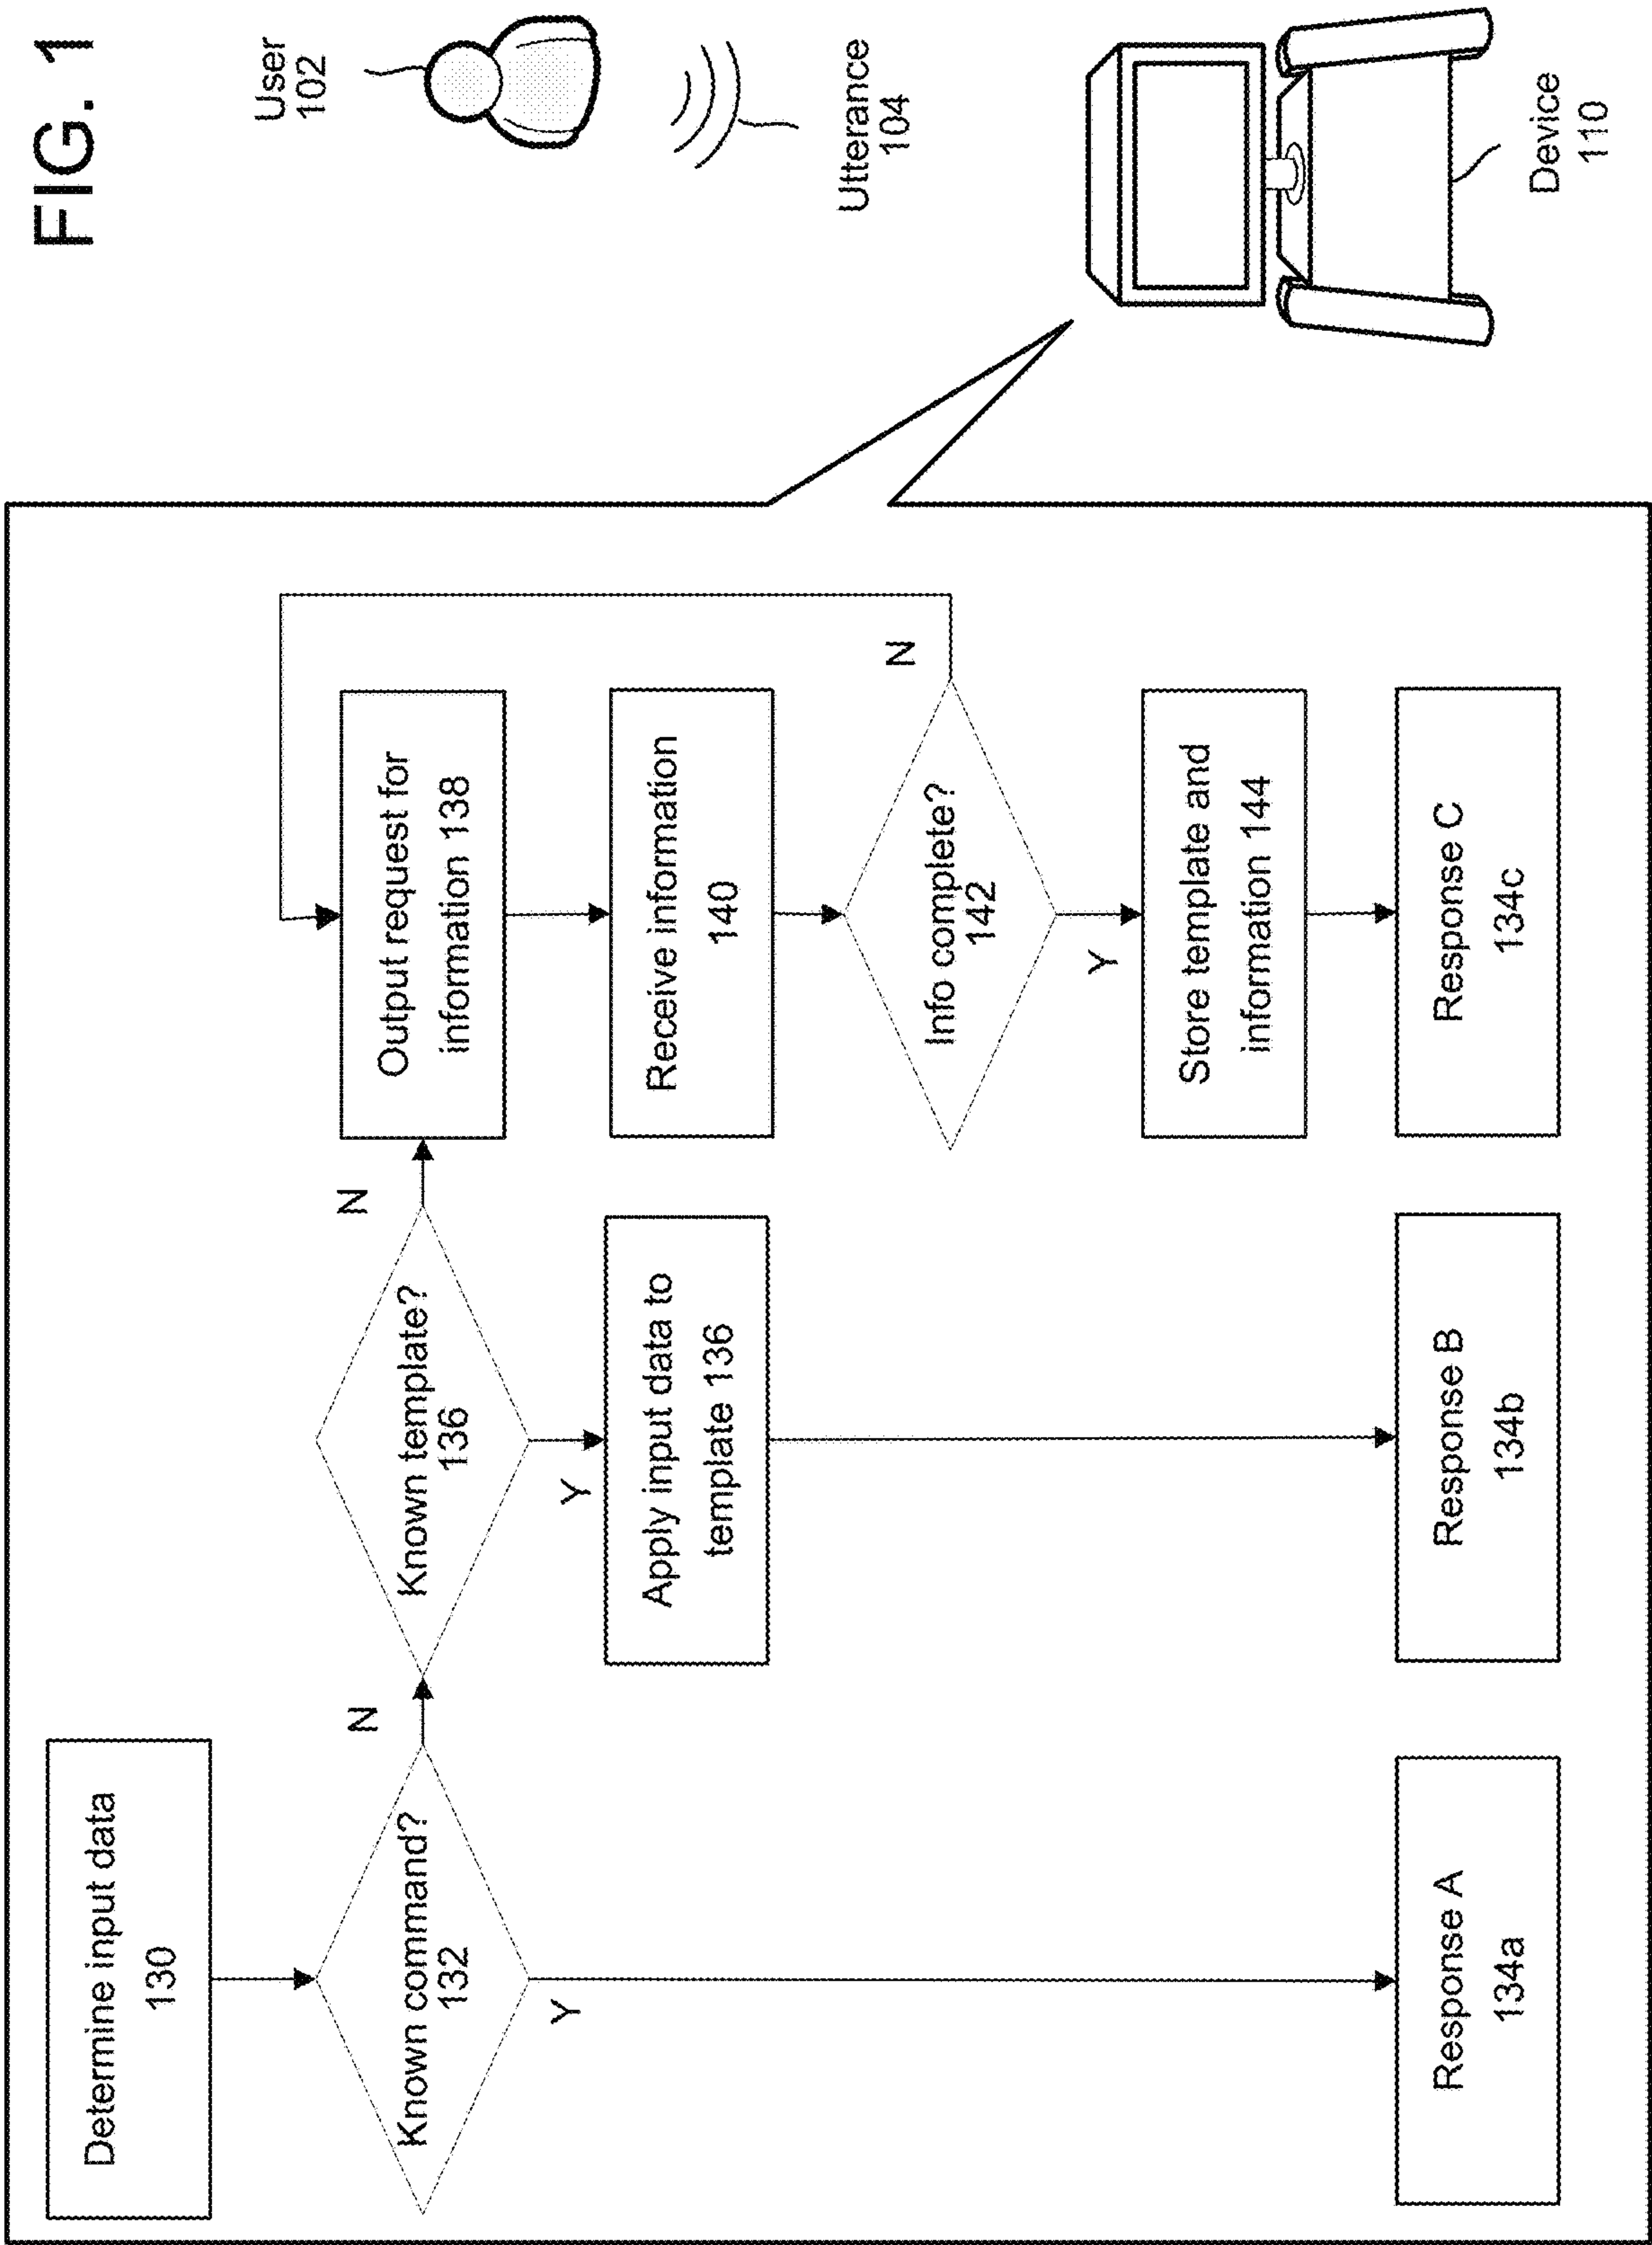 FIG. 1
User
102
Utterance
104
Device
110
Determine input data
130
Known command?
132
N
Y
Known template?
136
N
Y
Output request for
information 138
Apply input data to
template 136
Receive information
140
Info complete?
142
N
Y
Store template and
information 144
Response A
134a
Response B
134b
Response C
134c